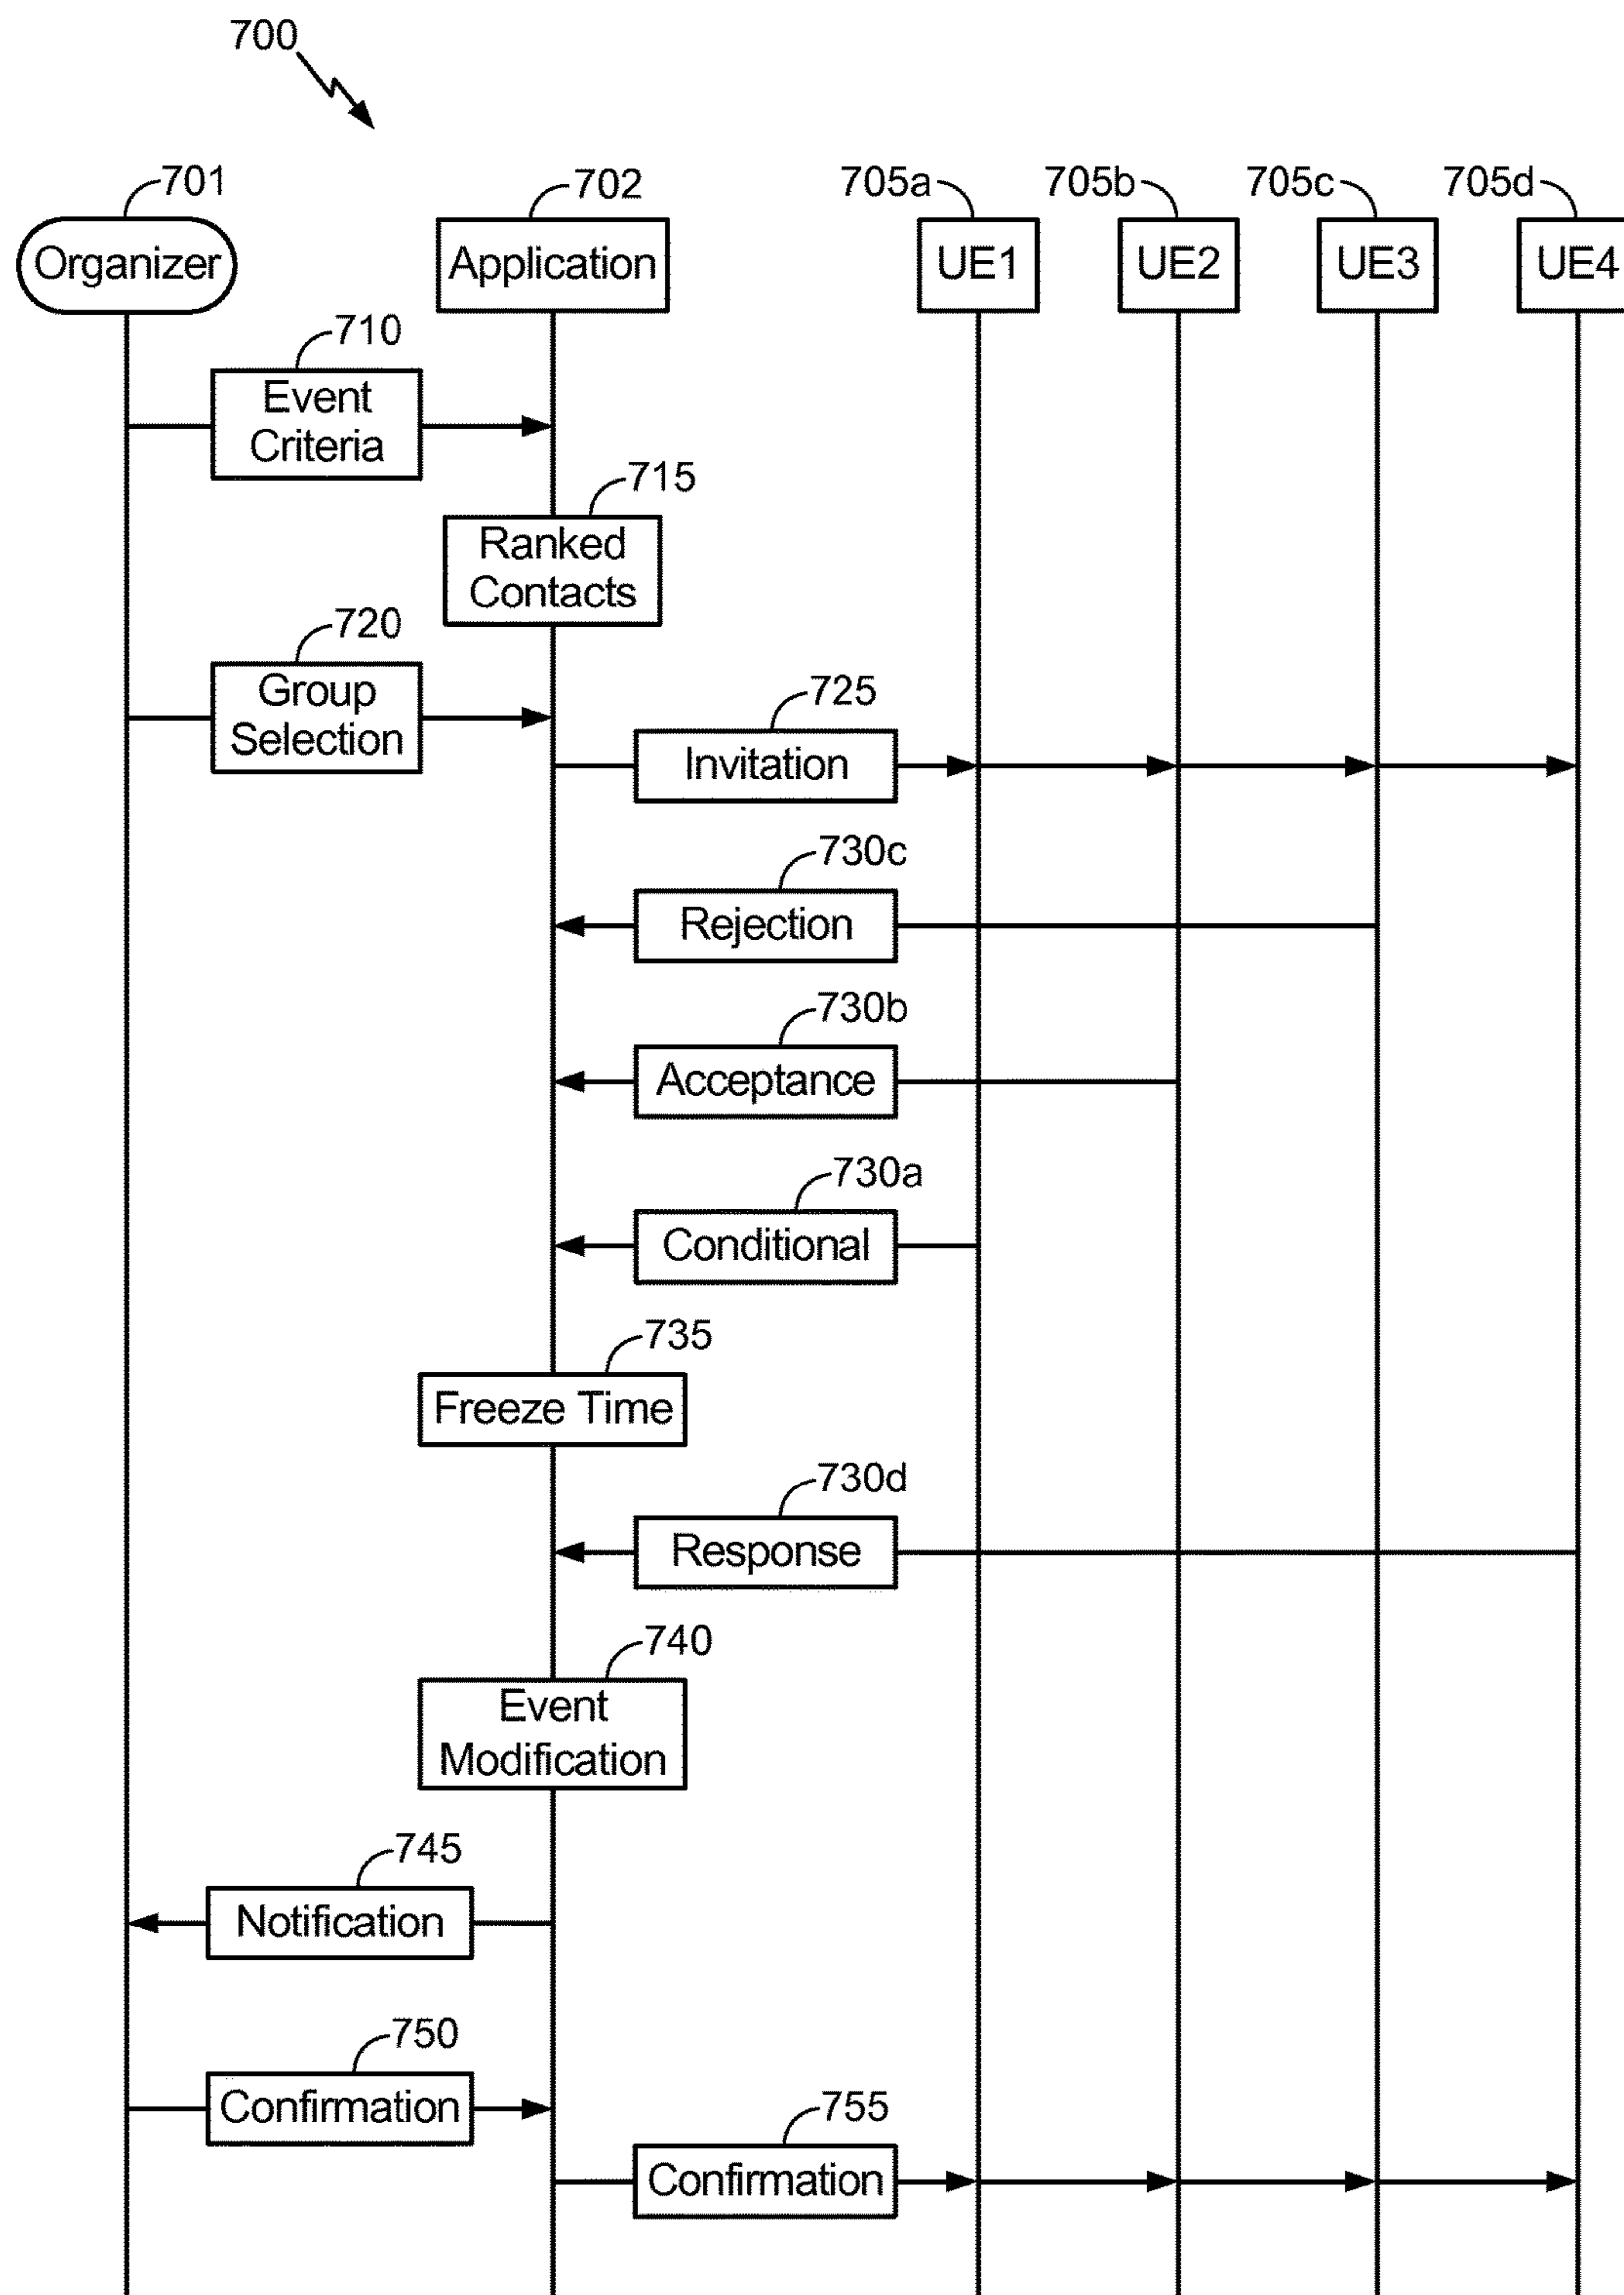 700
701
702
705a
705b
705c
705d
Organizer
Application
UE1
UE2
UE3
UE4
710
Event
Criteria
715
Ranked
Contacts
720
Group
Selection
725
Invitation
730c
Rejection
730b
Acceptance
730a
Conditional
735
Freeze Time
730d
Response
740
Event
Modification
745
Notification
750
Confirmation
755
Confirmation